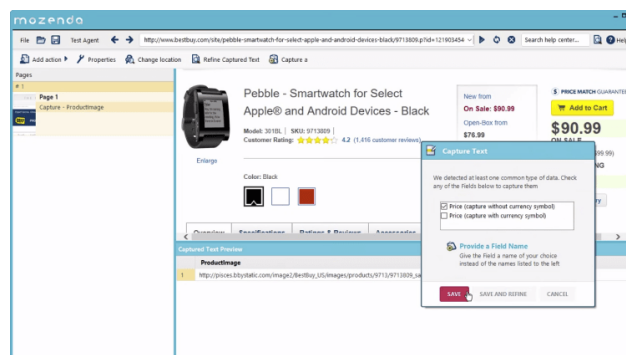 mozenda
File
Test Agent
http://www.bestbuy.com/site/pebble-smartwatch-for-select-apple-and-android-devices-black/9713809.p?id=121903454
Search help center...
Help
Add action
Properties
Change location
Refine Captured Text
Capture a
Pages
# 1
Page 1
Capture - ProductImage
Pebble - Smartwatch for Select
Apple® and Android Devices - Black
Model: 301BL | SKU: 9713809 |
Customer Rating: 4.2 (1,416 customer reviews)
Enlarge
Color: Black
Overview
Specifications
Ratings & Reviews
Accessories
New from
On Sale: $90.99
Open-Box from
$76.99
$ PRICE MATCH GUARANTEE
Add to Cart
$90.99
ON SALE
Capture Text
We detected at least one common type of data. Check
any of the Fields below to capture them
Price (capture without currency symbol)
Price (capture with currency symbol)
Provide a Field Name
Give the Field a name of your choice
instead of the names listed to the left
SAVE
SAVE AND REFINE
CANCEL
Captured Text Preview
ProductImage
1 http://pisces.bbystatic.com/image2/BestBuy_US/images/products/9713/9713809_sa